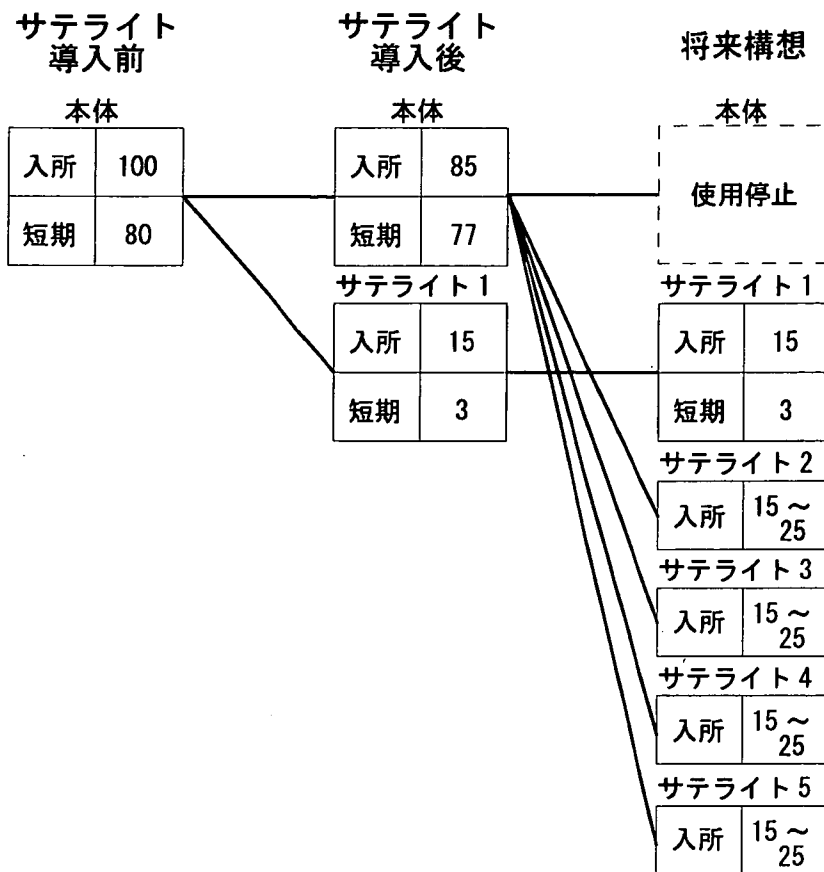 サテライト
導入前
本体
入所 100
短期 80
サテライト
導入後
本体
入所 85
短期 77
サテライト1
入所 15
短期 3
将来構想
本体
使用停止
サテライト1
入所 15
短期 3
サテライト2
入所 15～
25
サテライト3
入所 15～
25
サテライト4
入所 15～
25
サテライト5
入所 15～
25